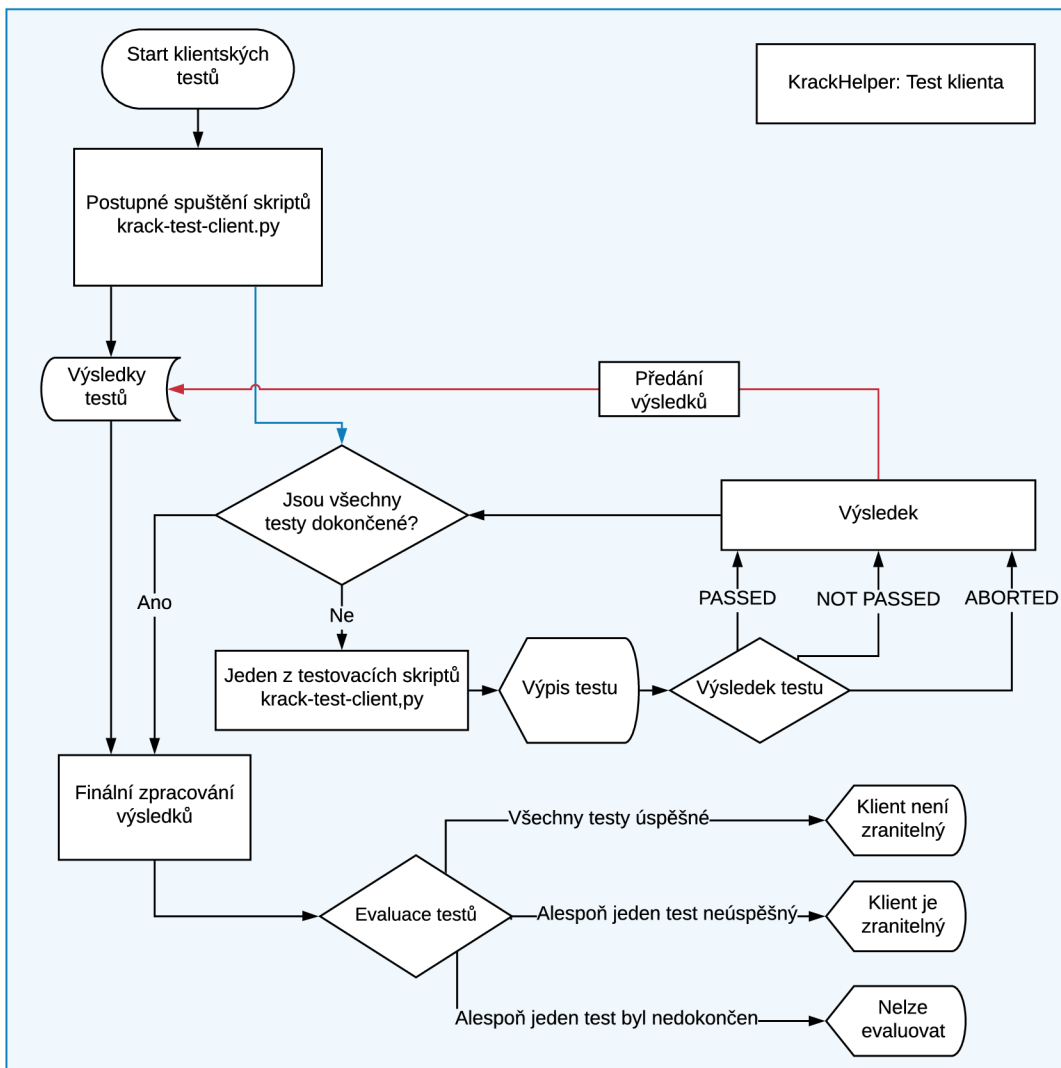 Start klientských
testů
KrackHelper: Test klienta
Postupné spuštění skriptů
krack-test-client.py
Výsledky
testů
Předání
výsledků
Jsou všechny
testy dokončené?
Výsledek
Ano
Ne
PASSED
NOT PASSED
ABORTED
Jeden z testovacích skriptů
krack-test-client,py
Výpis testu
Výsledek testu
Finální zpracování
výsledků
Evaluace testů
Všechny testy úspěšné
Klient není
zranitelný
Alespoň jeden test neúspěšný
Klient je
zranitelný
Alespoň jeden test byl nedokončen
Nelze
evaluovat